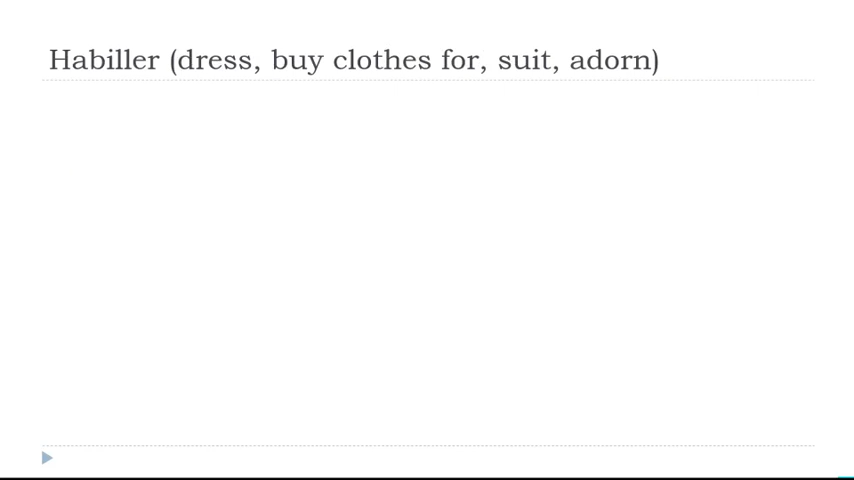 Habiller (dress, buy clothes for, suit, adorn)